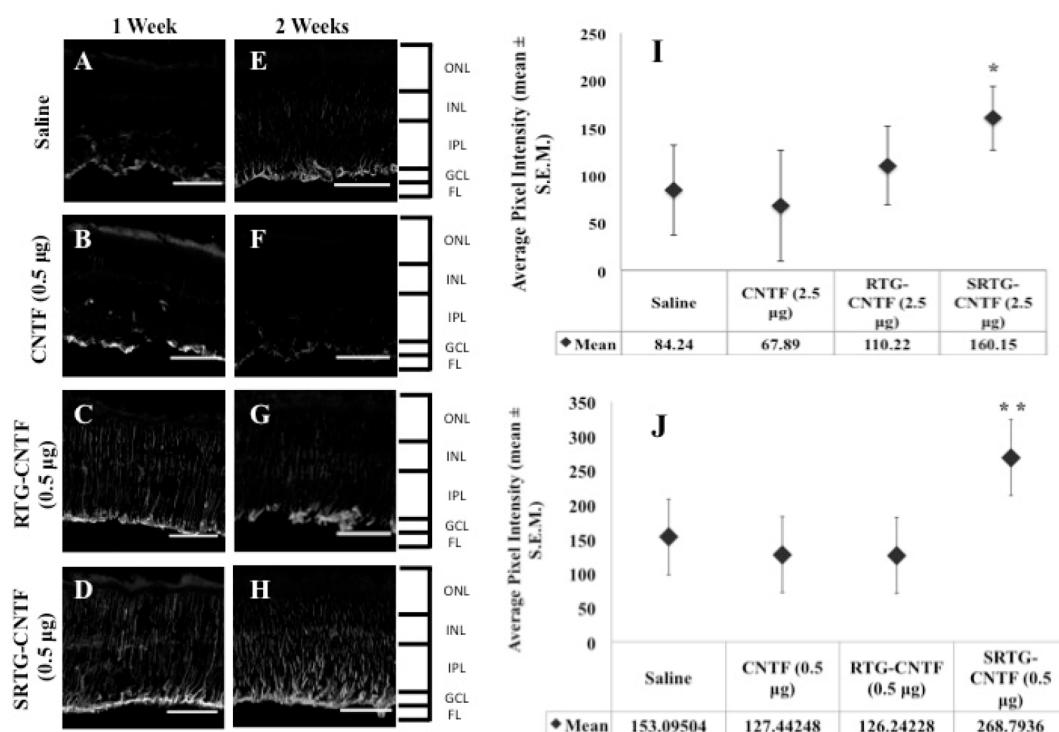 1 Week
2 Weeks
Saline
A
E
ONL
INL
IPL
GCL
FL
CNTF (0.5 µg)
B
F
ONL
INL
IPL
GCL
FL
RTG-CNTF
(0.5 µg)
C
G
ONL
INL
IPL
GCL
FL
SRTG-CNTF
(0.5 µg)
D
H
ONL
INL
IPL
GCL
FL
I
Average Pixel Intensity (mean ±
S.E.M.)
250
200
150
100
50
0
*
Saline
CNTF (2.5
µg)
RTG-
CNTF (2.5
µg)
SRTG-
CNTF (2.5
µg)
◆ Mean 84.24 67.89 110.22 160.15
J
Average Pixel Intensity (mean ±
S.E.M.)
350
300
250
200
150
100
50
0
* *
Saline
CNTF (0.5
µg)
RTG-CNTF
(0.5 µg)
SRTG-
CNTF (0.5
µg)
◆ Mean 153.09504 127.44248 126.24228 268.7936